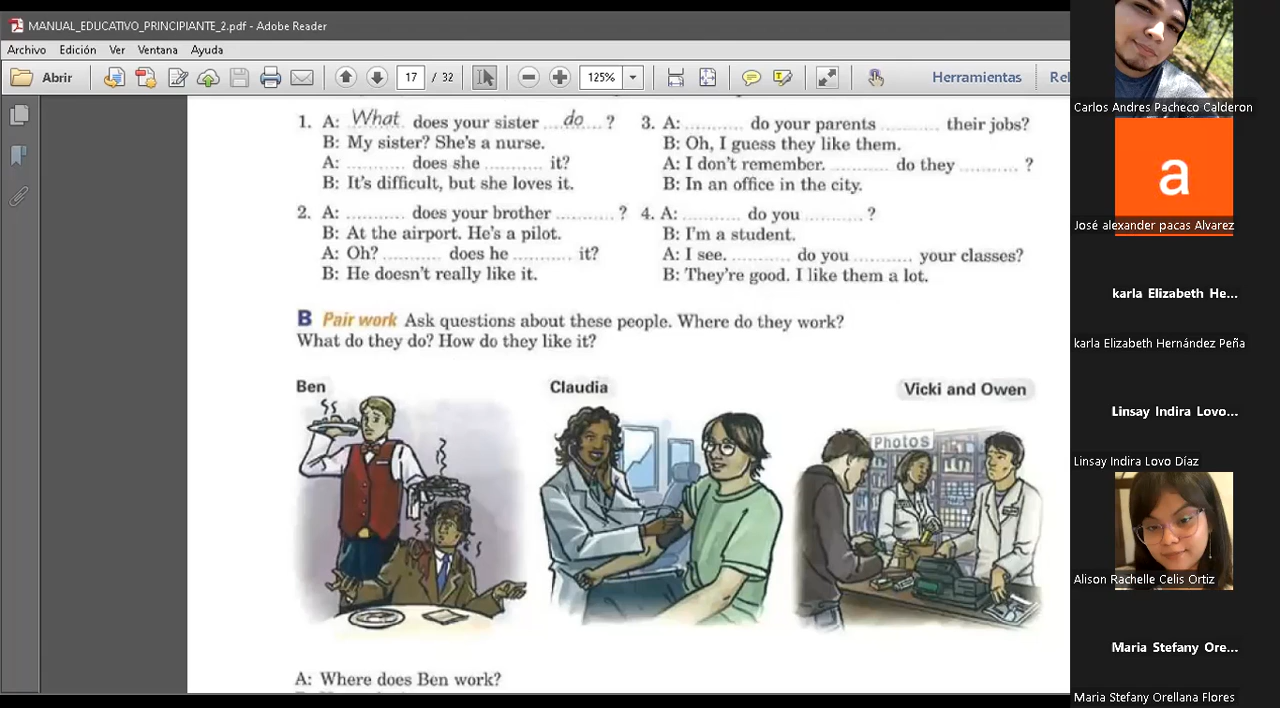 MANUAL_EDUCATIVO_PRINCIPIANTE_2.pdf - Adobe Reader
Archivo Edición Ver Ventana Ayuda
Abrir 17 / 32 125% Herramientas
1. A: What does your sister do ?
B: My sister? She's a nurse.
A: .......... does she .......... it?
B: It's difficult, but she loves it.
2. A: .......... does your brother .......... ?
B: At the airport. He's a pilot.
A: Oh? .......... does he .......... it?
B: He doesn't really like it.
3. A: .......... do your parents .......... their jobs?
B: Oh, I guess they like them.
A: I don't remember. .......... do they .......... ?
B: In an office in the city.
4. A: .......... do you .......... ?
B: I'm a student.
A: I see. .......... do you .......... your classes?
B: They're good. I like them a lot.
B Pair work Ask questions about these people. Where do they work?
What do they do? How do they like it?
Ben Claudia Vicki and Owen
Photos
A: Where does Ben work?
Carlos Andres Pacheco Calderon
a
José alexander pacas Alvarez
karla Elizabeth He...
karla Elizabeth Hernández Peña
Linsay Indira Lovo...
Linsay Indira Lovo Díaz
Alison Rachelle Celis Ortiz
Maria Stefany Ore...
Maria Stefany Orellana Flores